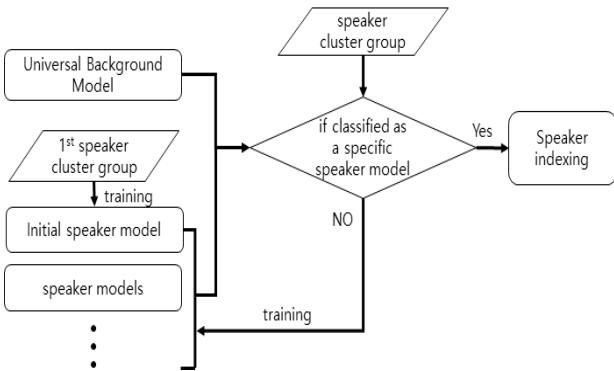 speaker
cluster group
Universal Background
Model
1st speaker
cluster group
training
Initial speaker model
speaker models
if classified as
a specific
speaker model
Yes
Speaker
indexing
NO
training